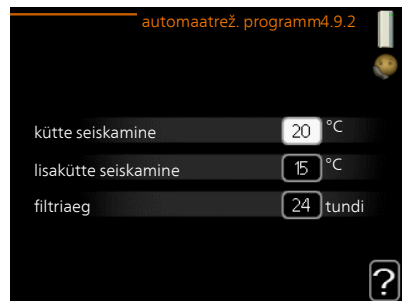 automaatrež. programm4.9.2
kütte seiskamine 20 °C
lisakütte seiskamine 15 °C
filtriaeg 24 tundi
?